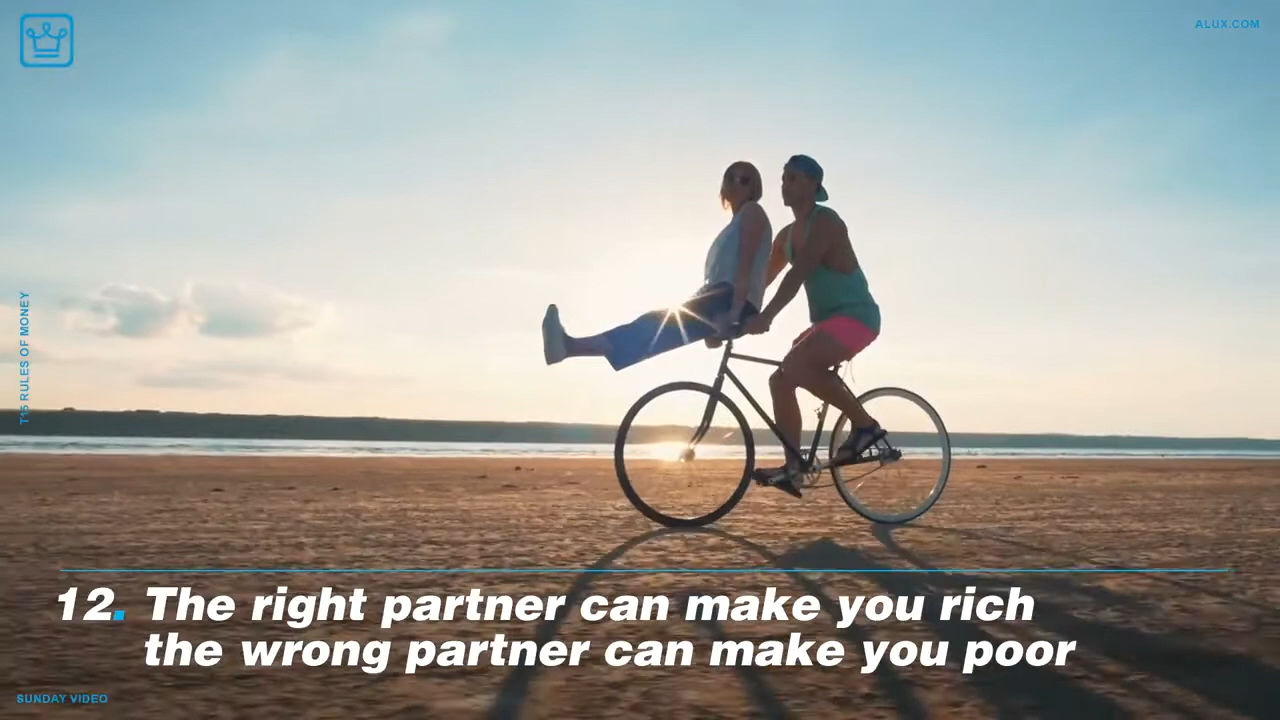 ALUX.COM
T15 RULES OF MONEY
12. The right partner can make you rich
the wrong partner can make you poor
SUNDAY VIDEO